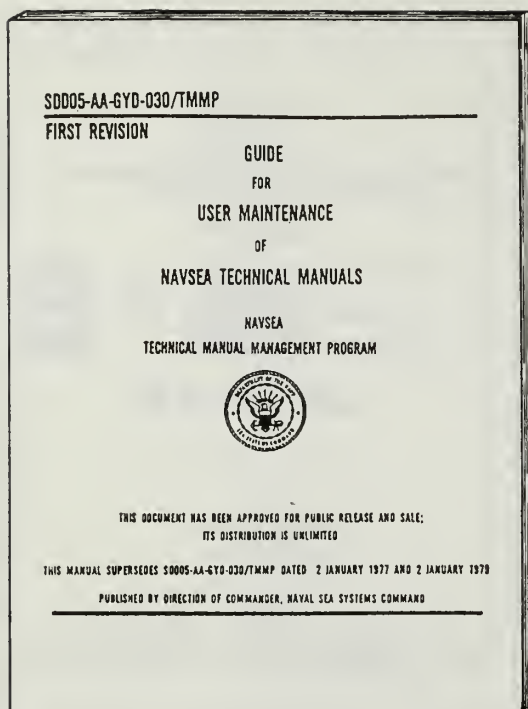 S0005-AA-GYD-030/TMMP
FIRST REVISION
GUIDE
FOR
USER MAINTENANCE
OF
NAVSEA TECHNICAL MANUALS
NAVSEA
TECHNICAL MANUAL MANAGEMENT PROGRAM
THIS DOCUMENT HAS BEEN APPROVED FOR PUBLIC RELEASE AND SALE;
ITS DISTRIBUTION IS UNLIMITED
THIS MANUAL SUPERSEDES S0005-AA-GYD-030/TMMP DATED 2 JANUARY 1977 AND 2 JANUARY 1979
PUBLISHED BY DIRECTION OF COMMANDER, NAVAL SEA SYSTEMS COMMAND